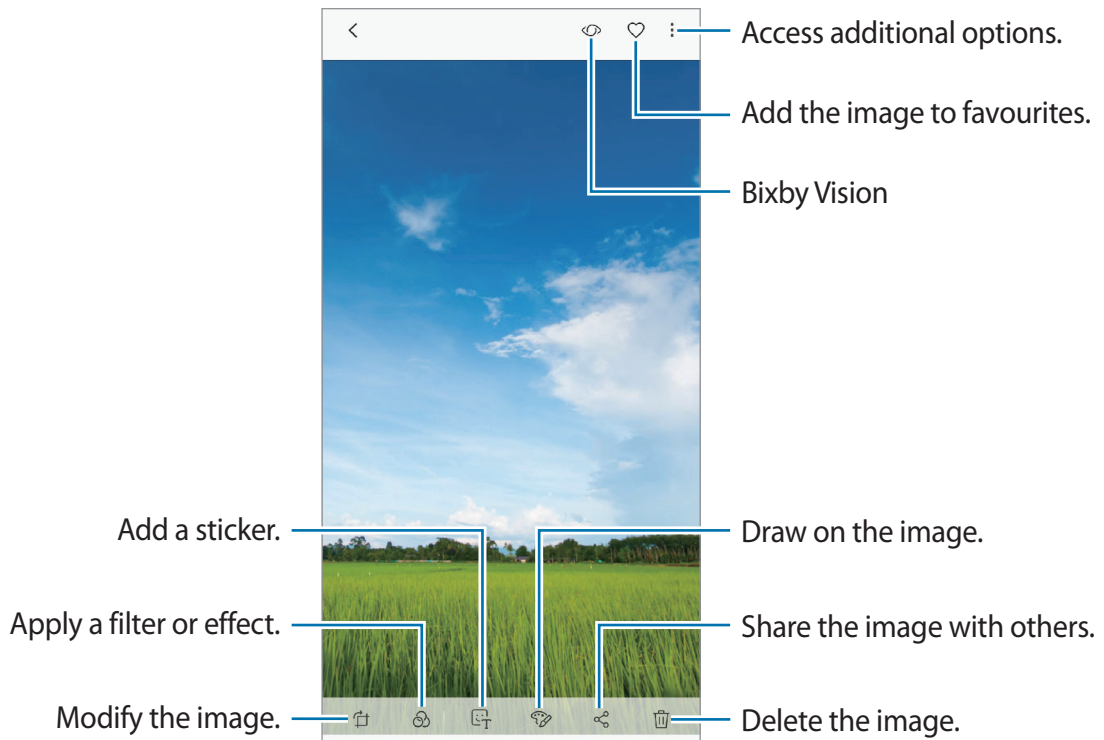 Access additional options.
Add the image to favourites.
Bixby Vision
Add a sticker.
Draw on the image.
Apply a filter or effect.
Share the image with others.
Modify the image.
Delete the image.